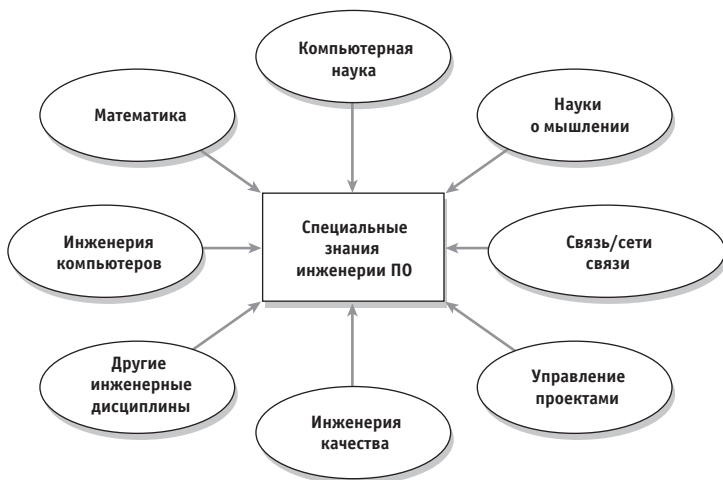 Компьютерная
наука
Математика
Науки
о мышлении
Специальные
знания
инженерии ПО
Инженерия
компьютеров
Связь/сети
связи
Другие
инженерные
дисциплины
Управление
проектами
Инженерия
качества